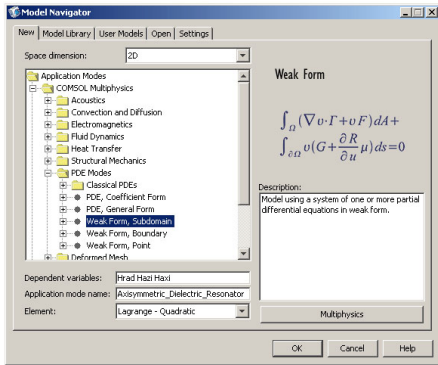 Model Navigator
New Model Library User Models Open Settings
Space dimension: 2D
Application Modes
COMSOL Multiphysics
Acoustics
Convection and Diffusion
Electromagnetics
Fluid Dynamics
Heat Transfer
Structural Mechanics
PDE Modes
Classical PDEs
PDE, Coefficient Form
PDE, General Form
Weak Form, Subdomain
Weak Form, Boundary
Weak Form, Point
Deformed Mesh
Dependent variables: Hrad Hazi Haxi
Application mode name: Axisymmetric_Dielectric_Resonator
Element: Lagrange - Quadratic
Weak Form
∫Ω(∇υ·Γ+υF)dA+
∫∂Ω υ(G+∂R/∂u μ)ds=0
Description:
Model using a system of one or more partial
differential equations in weak form.
Multiphysics
OK Cancel Help